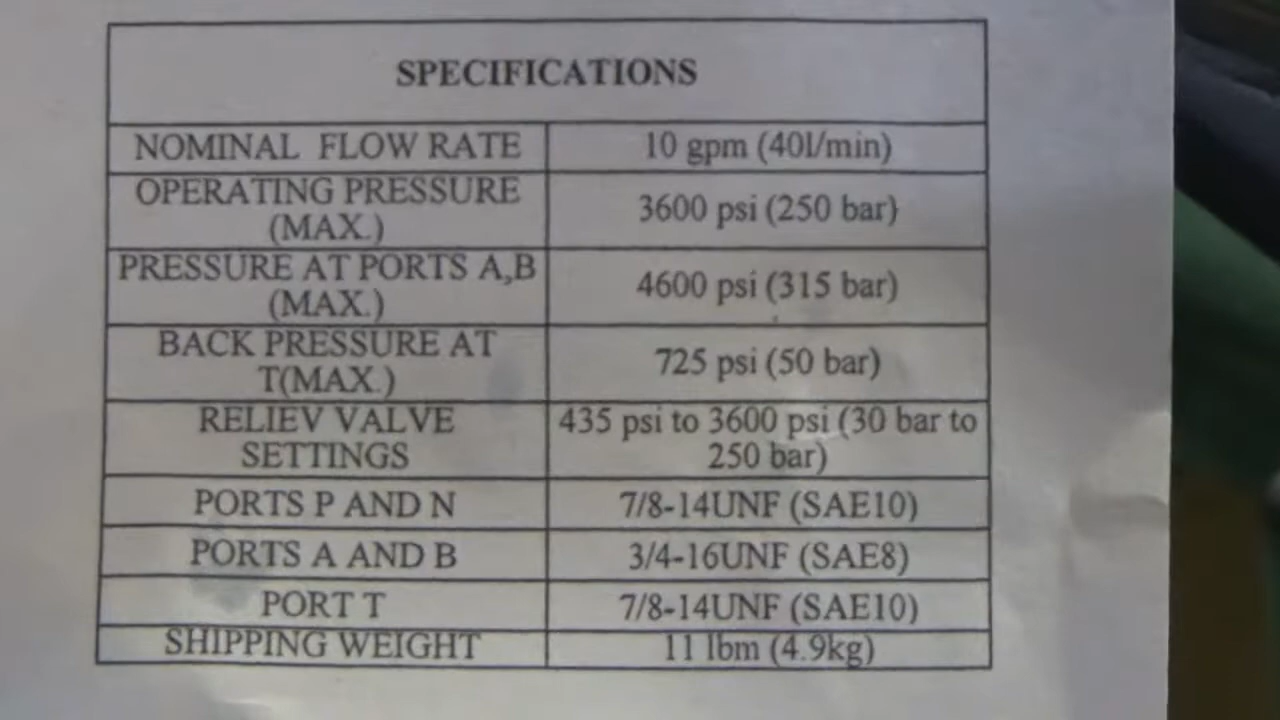 SPECIFICATIONS
NOMINAL FLOW RATE
10 gpm (40l/min)
OPERATING PRESSURE
(MAX.)
3600 psi (250 bar)
PRESSURE AT PORTS A,B
(MAX.)
4600 psi (315 bar)
BACK PRESSURE AT
T(MAX.)
725 psi (50 bar)
RELIEV VALVE
SETTINGS
435 psi to 3600 psi (30 bar to
250 bar)
PORTS P AND N
7/8-14UNF (SAE10)
PORTS A AND B
3/4-16UNF (SAE8)
PORT T
7/8-14UNF (SAE10)
SHIPPING WEIGHT
11 lbm (4.9kg)